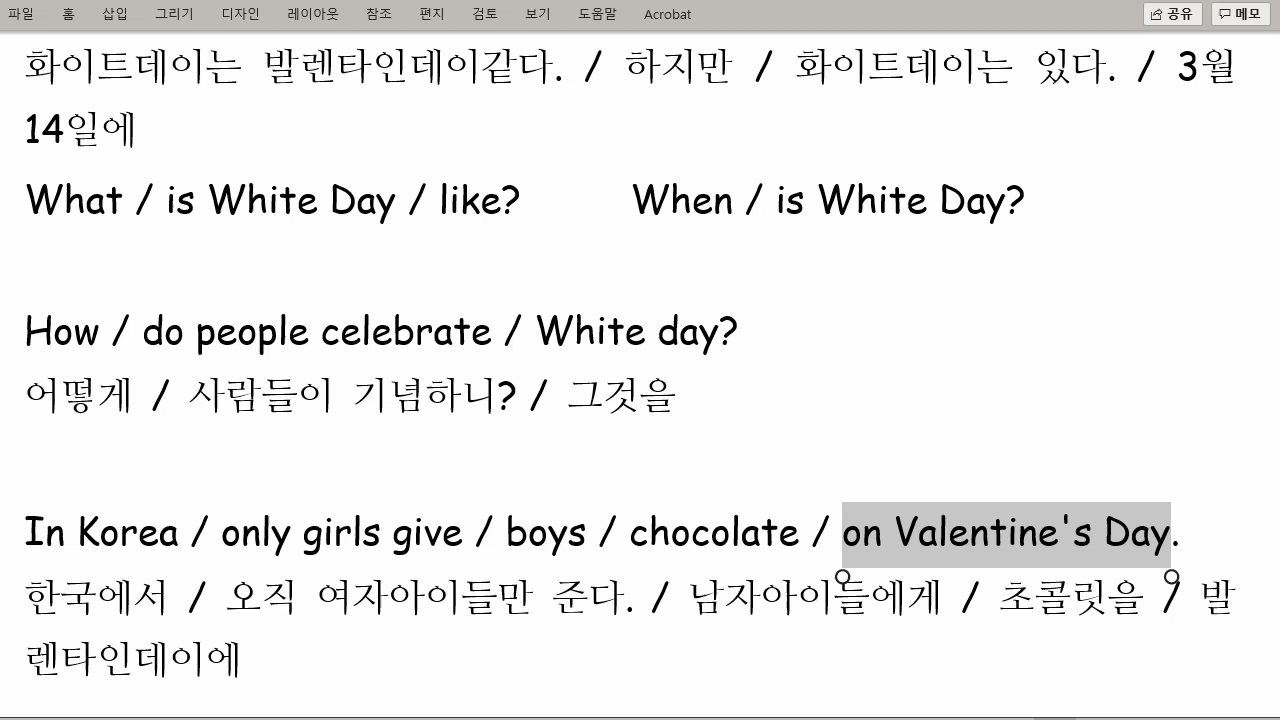 파일 홈 삽입 그리기 디자인 레이아웃 참조 편지 검토 보기 도움말 Acrobat 공유 메모
화이트데이는 발렌타인데이같다. / 하지만 / 화이트데이는 있다. / 3월
14일에
What / is White Day / like? When / is White Day?
How / do people celebrate / White day?
어떻게 / 사람들이 기념하니? / 그것을
In Korea / only girls give / boys / chocolate / on Valentine's Day.
한국에서 / 오직 여자아이들만 준다. / 남자아이들에게 / 초콜릿을 / 발
렌타인데이에